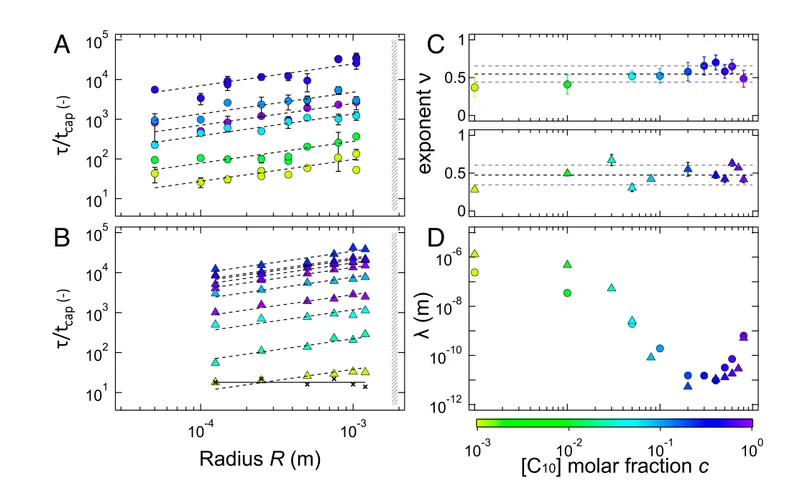 A
10^5
10^4
10^3
10^2
10^1
τ/t_cap (-)
B
10^5
10^4
10^3
10^2
10^1
τ/t_cap (-)
10^-4
10^-3
Radius R (m)
C
1
0.5
0
1
0.5
0
exponent ν
D
10^-6
10^-8
10^-10
10^-12
λ (m)
10^-3
10^-2
10^-1
10^0
[C₁₀] molar fraction c